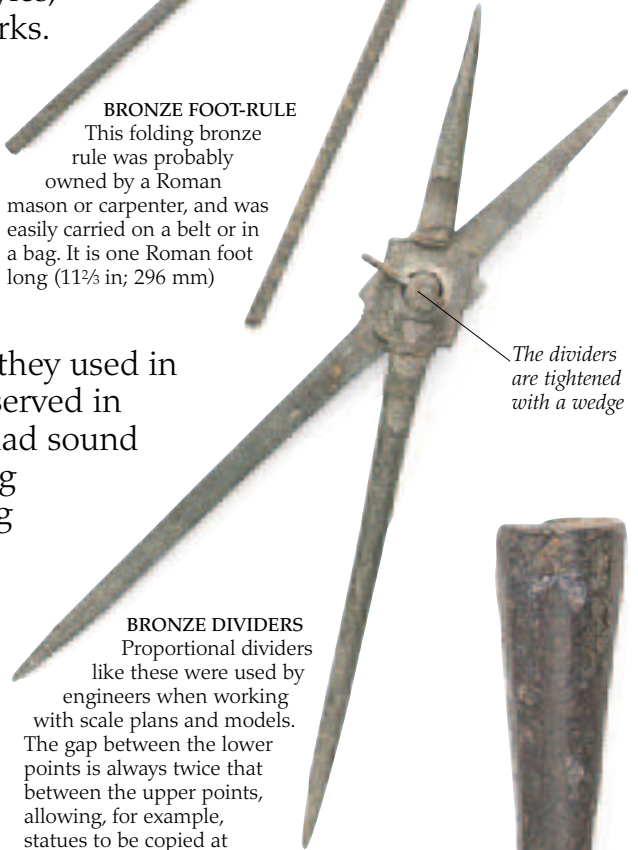 rks.
BRONZE FOOT-RULE
This folding bronze
rule was probably
owned by a Roman
mason or carpenter, and was
easily carried on a belt or in
a bag. It is one Roman foot
long (11⅔ in; 296 mm)
they used in
served in
ad sound
g
g
The dividers
are tightened
with a wedge
BRONZE DIVIDERS
Proportional dividers
like these were used by
engineers when working
with scale plans and models.
The gap between the lower
points is always twice that
between the upper points,
allowing, for example,
statues to be copied at